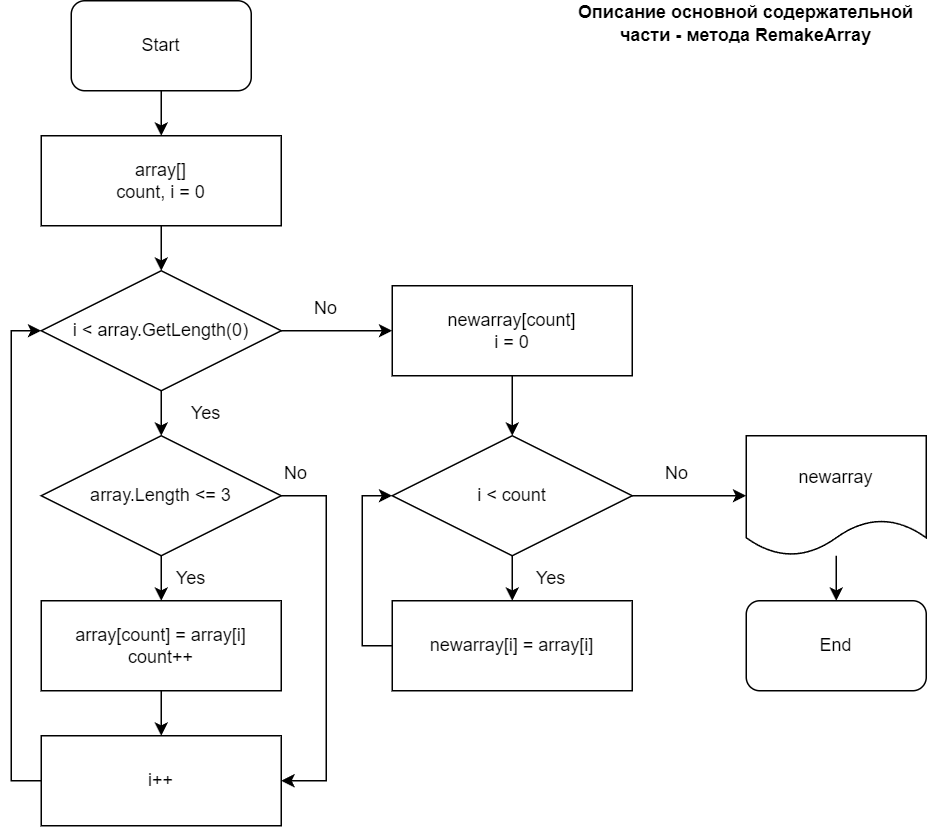 Описание основной содержательной
части - метода RemakeArray
Start
array[]
count, i = 0
i < array.GetLength(0)
No
Yes
array.Length <= 3
No
Yes
array[count] = array[i]
count++
i++
newarray[count]
i = 0
i < count
No
Yes
newarray[i] = array[i]
newarray
End